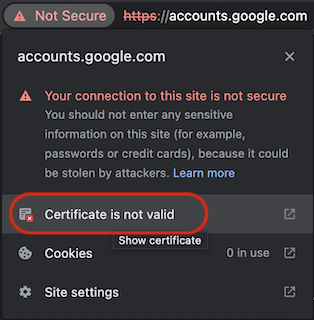 Not Secure https://accounts.google.com
accounts.google.com
Your connection to this site is not secure
You should not enter any sensitive
information on this site (for example,
passwords or credit cards), because it could
be stolen by attackers. Learn more
Certificate is not valid
Show certificate
Cookies 0 in use
Site settings